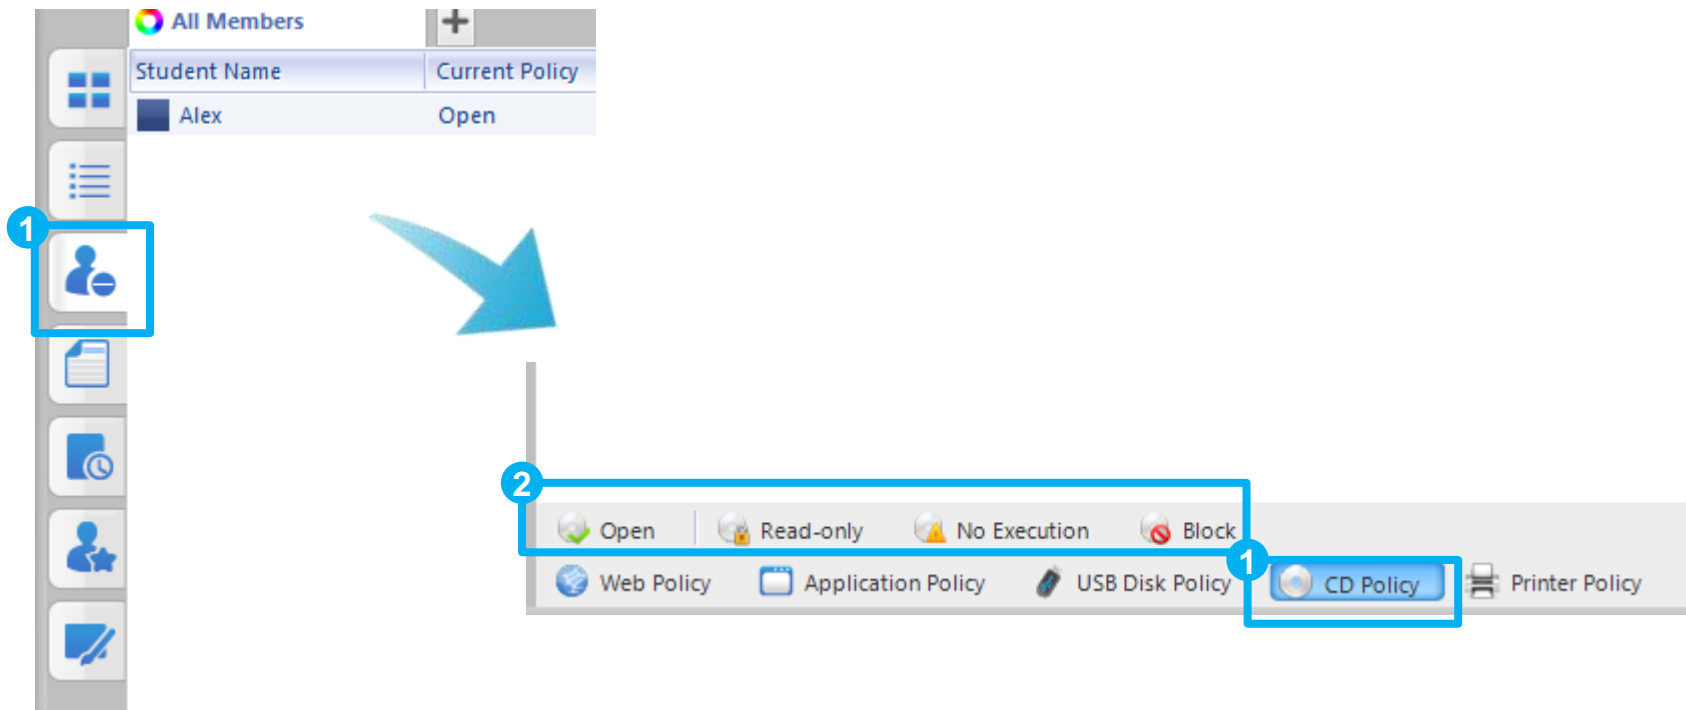 All Members
Student Name Current Policy
Alex Open
1
2
Open Read-only No Execution Block
1
Web Policy Application Policy USB Disk Policy CD Policy Printer Policy